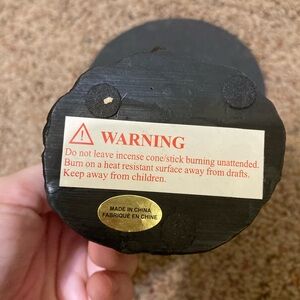 WARNING
Do not leave incense cone/stick burning unattended.
Burn on a heat resistant surface away from drafts.
Keep away from children.
MADE IN CHINA
FABRIQUÉ EN CHINE